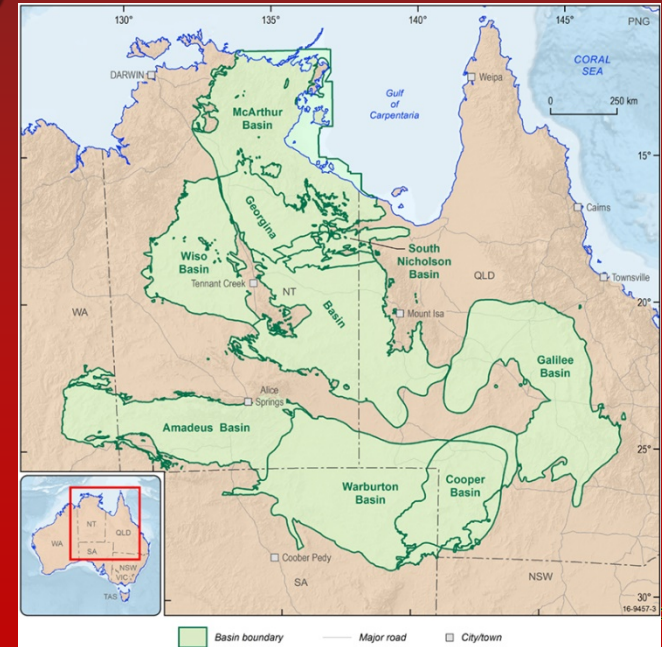 130°
135°
140°
145°
PNG
CORAL
SEA
DARWIN
Weipa
Gulf
of
Carpentaria
0
250 km
McArthur
Basin
15°
Georgina
Cairns
South
Nicholson
Basin
Wiso
Basin
QLD
Townsville
Tennant Creek
NT
WA
20°
Mount Isa
Basin
Galilee
Basin
Alice
Springs
Amadeus Basin
25°
Warburton
Basin
Cooper
Basin
Coober Pedy
SA
NSW
30°
16-9457-3
NT
WA
QLD
SA
NSW
VIC
TAS
Basin boundary
Major road
City/town